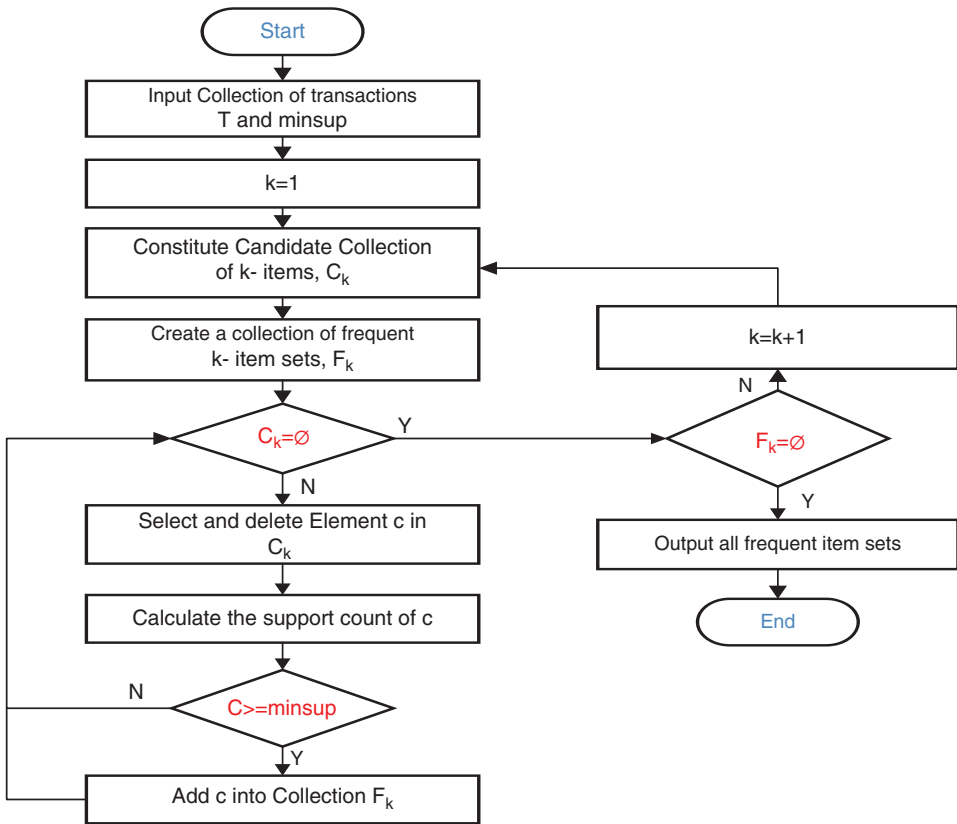 Start
Input Collection of transactions
T and minsup
k=1
Constitute Candidate Collection
of k- items, Cₖ
Create a collection of frequent
k- item sets, Fₖ
Cₖ=∅
Y
N
Select and delete Element c in
Cₖ
Calculate the support count of c
N
C>=minsup
Y
Add c into Collection Fₖ
k=k+1
N
Fₖ=∅
Y
Output all frequent item sets
End